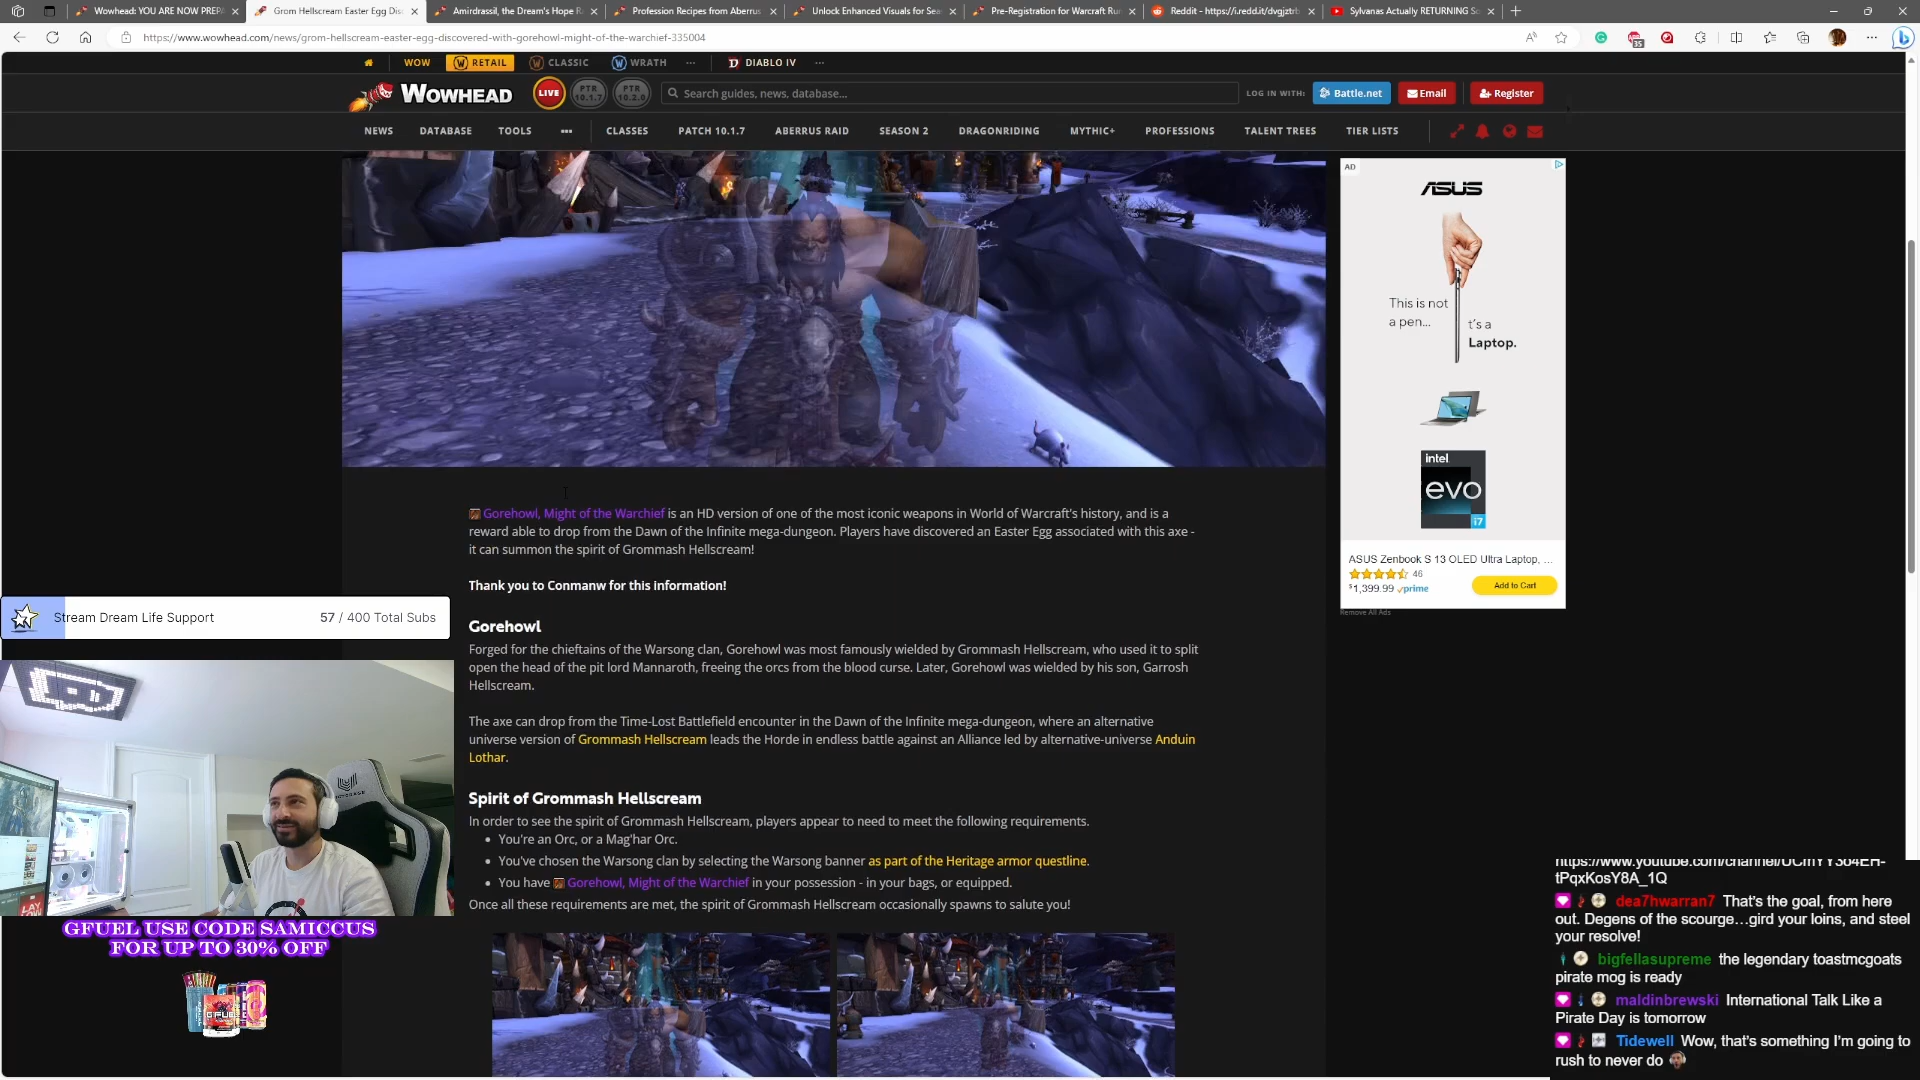 Wowhead: YOU ARE NOW PREPA
Grom Hellscream Easter Egg Dis
Amirdrassil, the Dream's Hope R
Profession Recipes from Aberrus
Unlock Enhanced Visuals for Sea
Pre-Registration for Warcraft Ru
Reddit - https://i.redd.it/dvgjztrb
Sylvanas Actually RETURNING So
https://www.wowhead.com/news/grom-hellscream-easter-egg-discovered-with-gorehowl-might-of-the-warchief-335004
WOW RETAIL CLASSIC WRATH DIABLO IV
WOWHEAD LIVE PTR 10.1.7 PTR 10.2.0 Search guides, news, database... LOG IN WITH: Battle.net Email Register
NEWS DATABASE TOOLS CLASSES PATCH 10.1.7 ABERRUS RAID SEASON 2 DRAGONRIDING MYTHIC+ PROFESSIONS TALENT TREES TIER LISTS
AD
ASUS
This is not
a pen...
t's a
Laptop.
intel
evo
i7
ASUS Zenbook S 13 OLED Ultra Laptop, ...
46
$1,399.99 prime
Add to Cart
Remove All Ads
Gorehowl, Might of the Warchief is an HD version of one of the most iconic weapons in World of Warcraft's history, and is a
reward able to drop from the Dawn of the Infinite mega-dungeon. Players have discovered an Easter Egg associated with this axe -
it can summon the spirit of Grommash Hellscream!
Thank you to Conmanw for this information!
Gorehowl
Forged for the chieftains of the Warsong clan, Gorehowl was most famously wielded by Grommash Hellscream, who used it to split
open the head of the pit lord Mannaroth, freeing the orcs from the blood curse. Later, Gorehowl was wielded by his son, Garrosh
Hellscream.
The axe can drop from the Time-Lost Battlefield encounter in the Dawn of the Infinite mega-dungeon, where an alternative
universe version of Grommash Hellscream leads the Horde in endless battle against an Alliance led by alternative-universe Anduin
Lothar.
Spirit of Grommash Hellscream
In order to see the spirit of Grommash Hellscream, players appear to need to meet the following requirements.
• You're an Orc, or a Mag'har Orc.
• You've chosen the Warsong clan by selecting the Warsong banner as part of the Heritage armor questline.
• You have Gorehowl, Might of the Warchief in your possession - in your bags, or equipped.
Once all these requirements are met, the spirit of Grommash Hellscream occasionally spawns to salute you!
Stream Dream Life Support 57 / 400 Total Subs
GFUEL USE CODE SAMICCUS
FOR UP TO 30% OFF
GFUEL
tPqxKosY8A_1Q
dea7hwarran7 That's the goal, from here
out. Degens of the scourge...gird your loins, and steel
your resolve!
bigfellasupreme the legendary toastmcgoats
pirate mog is ready
maldinbrewski International Talk Like a
Pirate Day is tomorrow
Tidewell Wow, that's something I'm going to
rush to never do